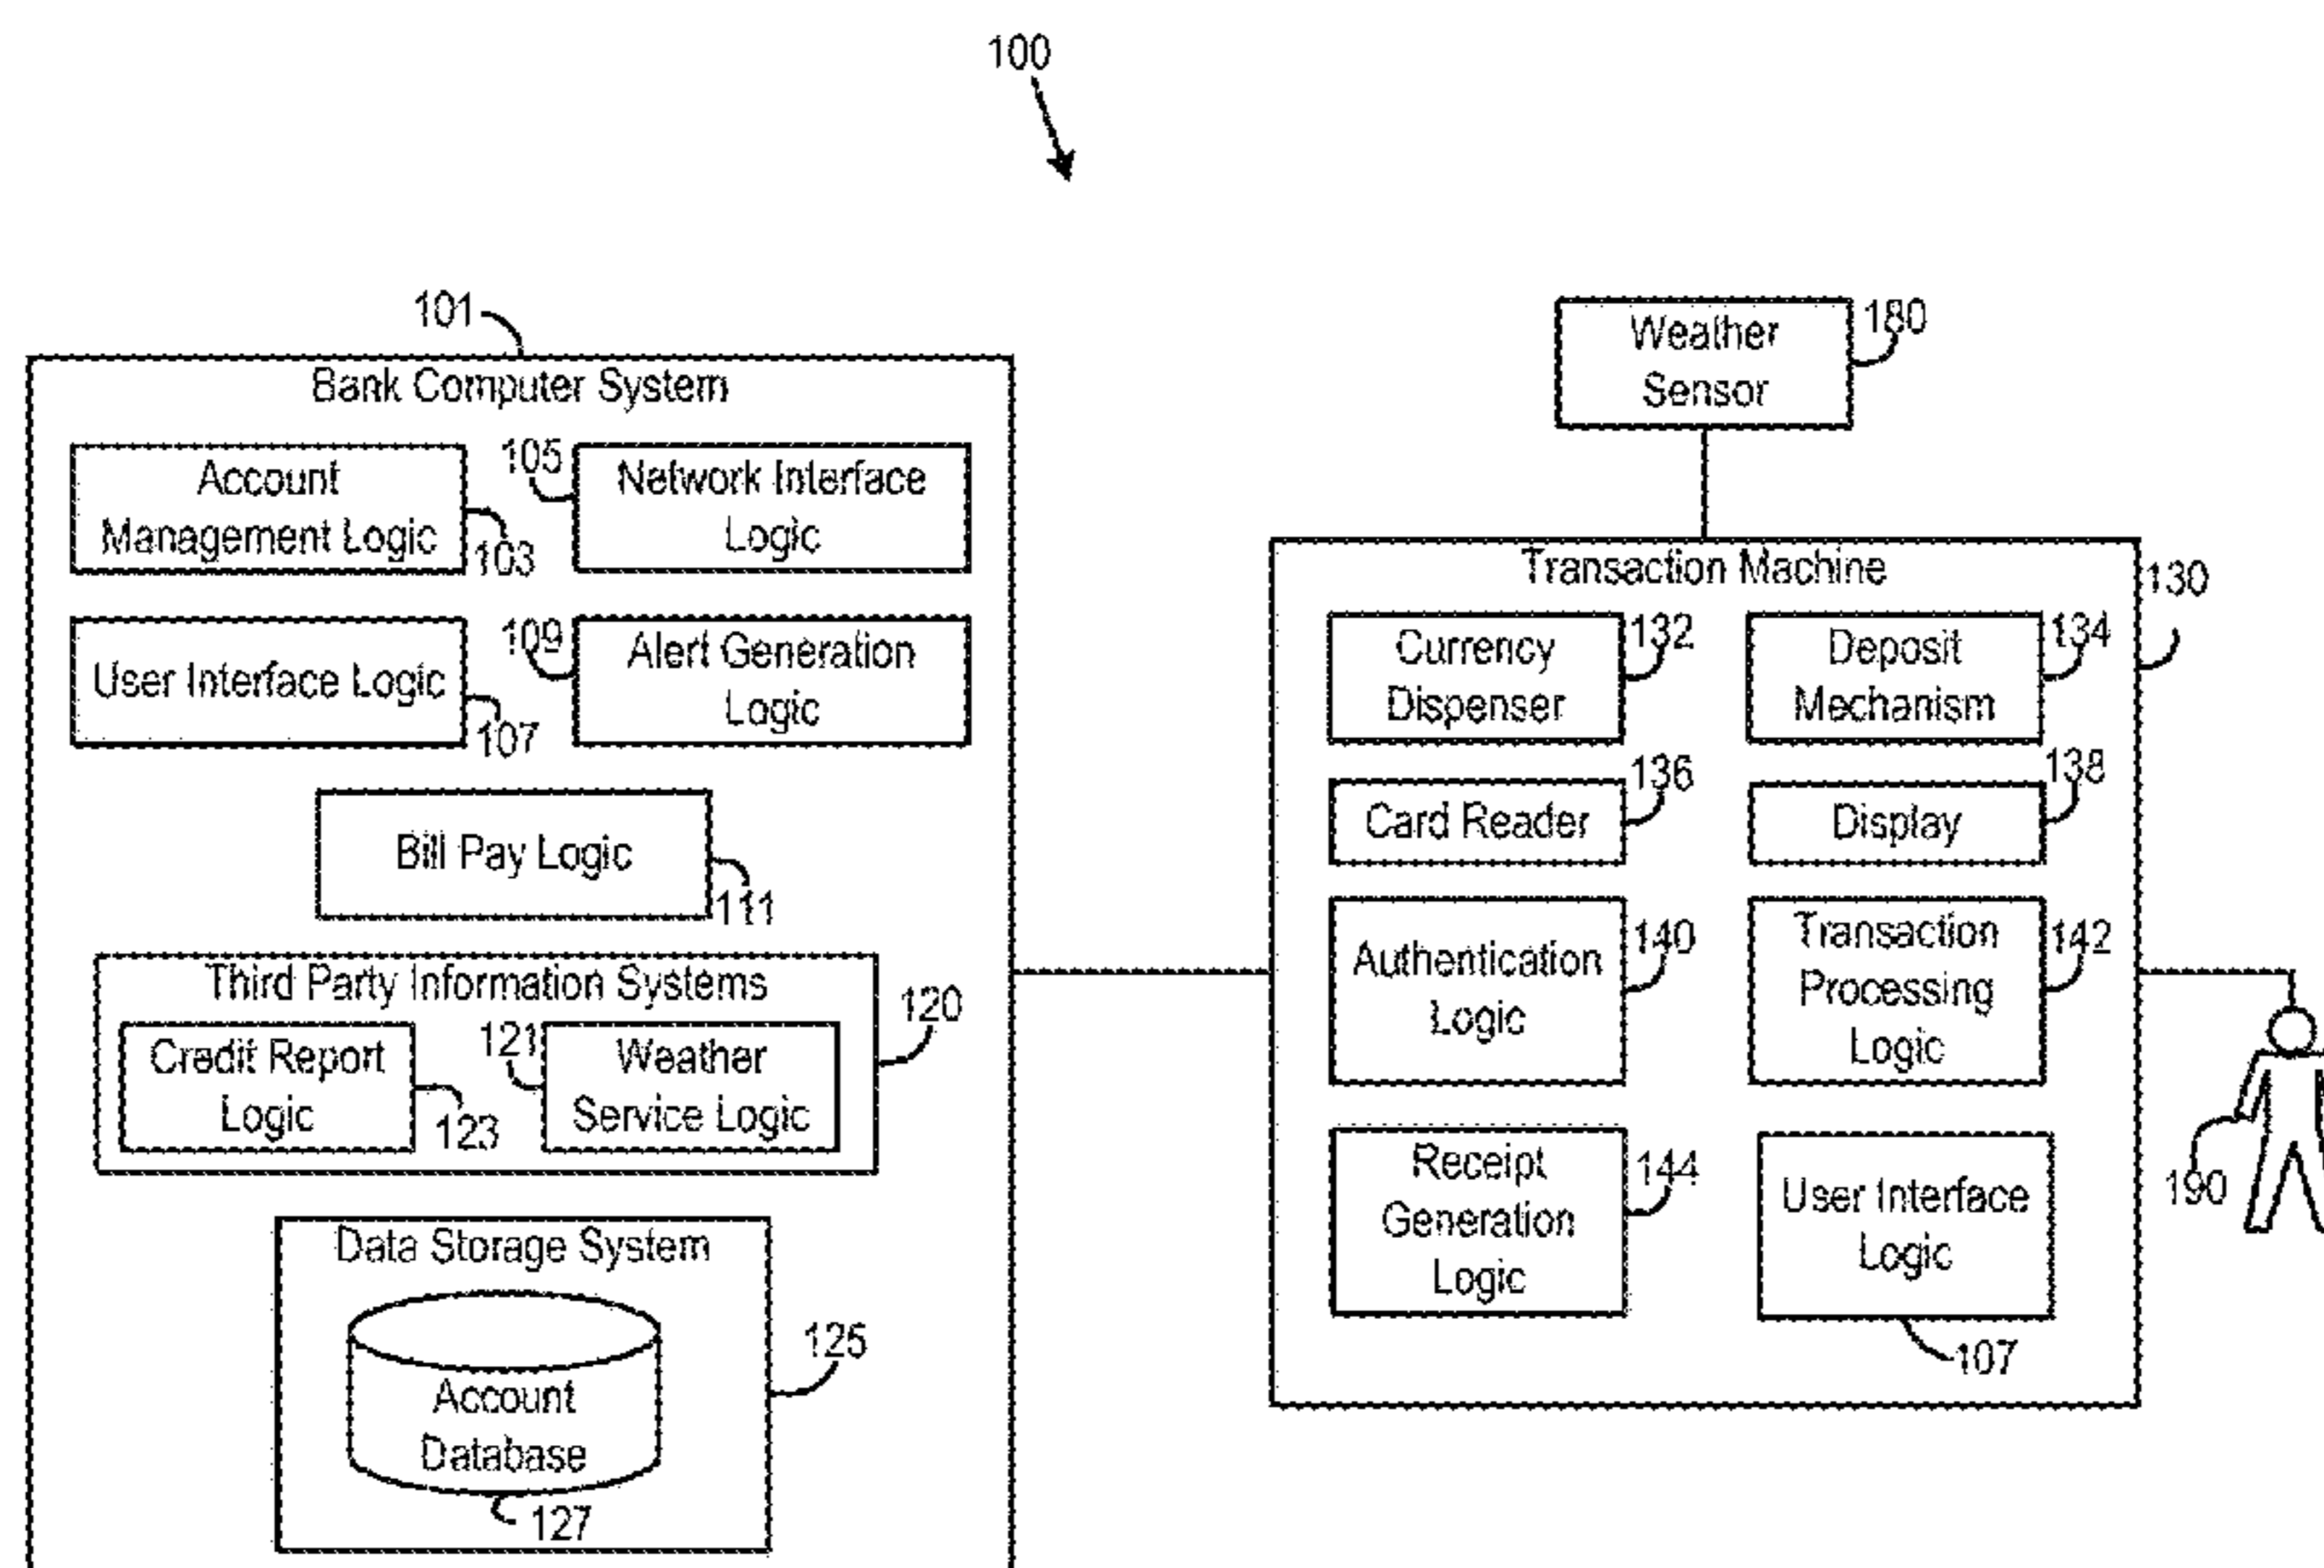 100
101
Bank Computer System
Account
Management Logic
103
105
Network Interface
Logic
User Interface Logic
107
109
Alert Generation
Logic
Bill Pay Logic
111
Third Party Information Systems
120
Credit Report
Logic
123
121
Weather
Service Logic
Data Storage System
125
Account
Database
127
Weather
Sensor
180
Transaction Machine
130
Currency
Dispenser
132
Deposit
Mechanism
134
Card Reader
136
Display
138
Authentication
Logic
140
Transaction
Processing
Logic
142
Receipt
Generation
Logic
144
User Interface
Logic
107
190